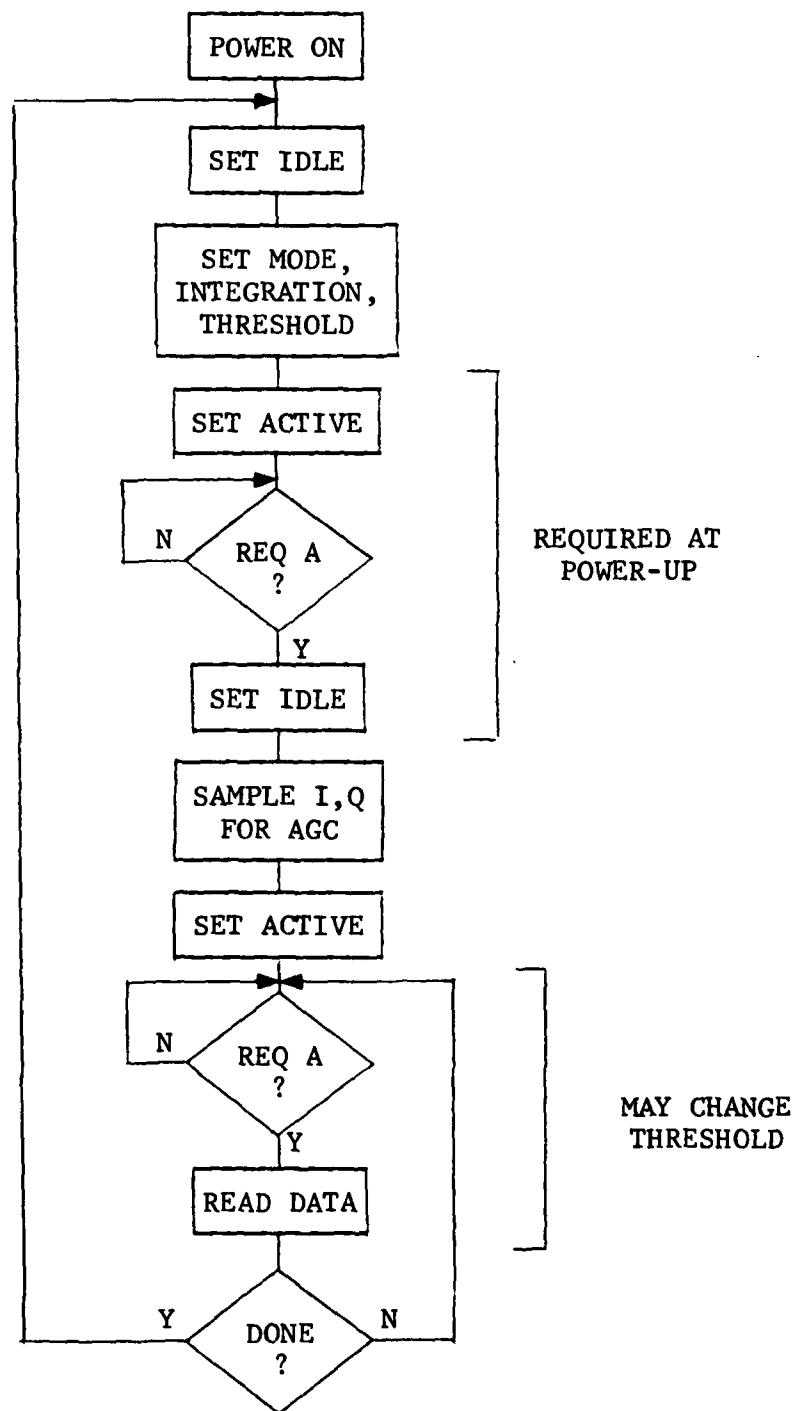 POWER ON
SET IDLE
SET MODE,
INTEGRATION,
THRESHOLD
SET ACTIVE
N
REQ A
?
Y
REQUIRED AT
POWER-UP
SET IDLE
SAMPLE I,Q
FOR AGC
SET ACTIVE
N
REQ A
?
Y
MAY CHANGE
THRESHOLD
READ DATA
Y
DONE
?
N